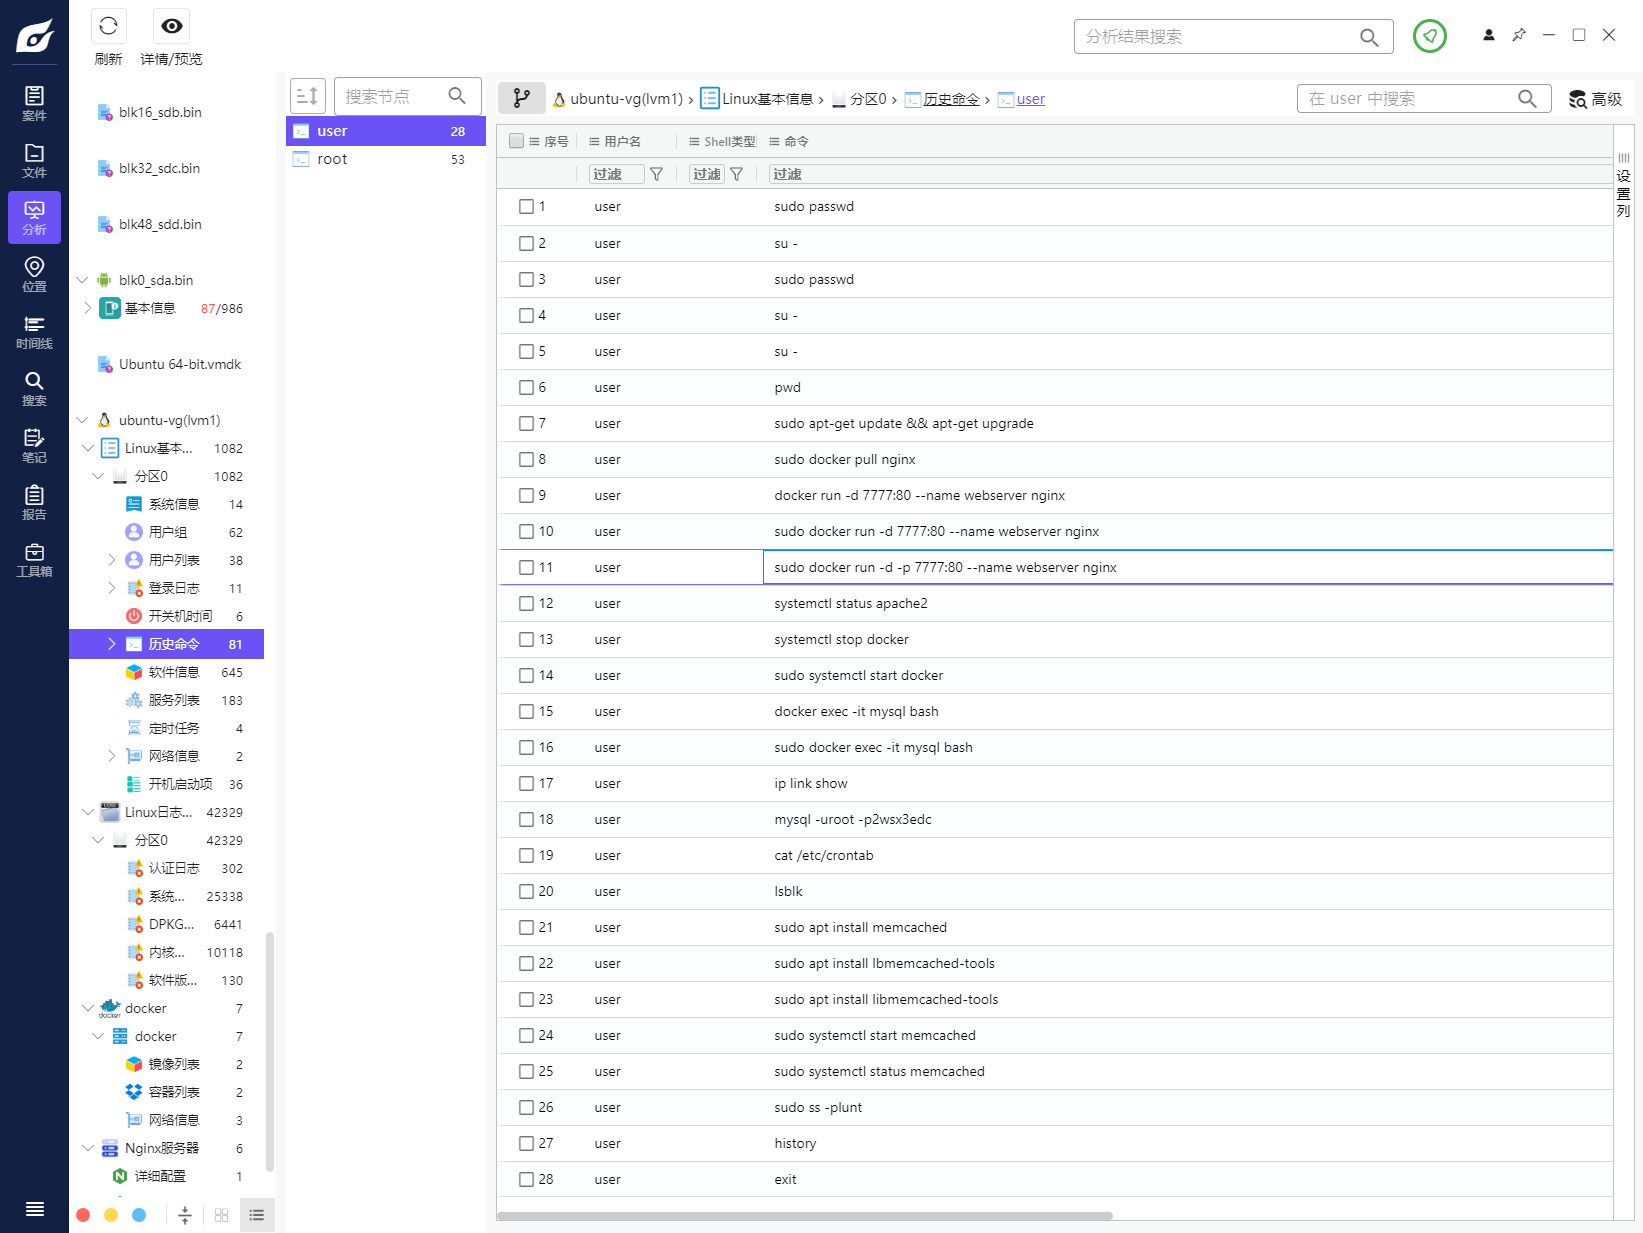 刷新
详情/预览
分析结果搜索
案件
文件
分析
位置
时间线
搜索
笔记
报告
工具箱
blk16_sdb.bin
blk32_sdc.bin
blk48_sdd.bin
blk0_sda.bin
基本信息 87/986
Ubuntu 64-bit.vmdk
ubuntu-vg(lvm1)
Linux基本... 1082
分区0 1082
系统信息 14
用户组 62
用户列表 38
登录日志 11
开关机时间 6
历史命令 81
软件信息 645
服务列表 183
定时任务 4
网络信息 2
开机启动项 36
Linux日志... 42329
分区0 42329
认证日志 302
系统... 25338
DPKG... 6441
内核... 10118
软件版... 130
docker 7
docker 7
镜像列表 2
容器列表 2
网络信息 3
Nginx服务器 6
详细配置 1
搜索节点
user 28
root 53
ubuntu-vg(lvm1) › Linux基本信息 › 分区0 › 历史命令 › user
在 user 中搜索
高级
序号 用户名 Shell类型 命令
过滤 过滤 过滤
设置列
1 user sudo passwd
2 user su -
3 user sudo passwd
4 user su -
5 user su -
6 user pwd
7 user sudo apt-get update && apt-get upgrade
8 user sudo docker pull nginx
9 user docker run -d 7777:80 --name webserver nginx
10 user sudo docker run -d 7777:80 --name webserver nginx
11 user sudo docker run -d -p 7777:80 --name webserver nginx
12 user systemctl status apache2
13 user systemctl stop docker
14 user sudo systemctl start docker
15 user docker exec -it mysql bash
16 user sudo docker exec -it mysql bash
17 user ip link show
18 user mysql -uroot -p2wsx3edc
19 user cat /etc/crontab
20 user lsblk
21 user sudo apt install memcached
22 user sudo apt install lbmemcached-tools
23 user sudo apt install libmemcached-tools
24 user sudo systemctl start memcached
25 user sudo systemctl status memcached
26 user sudo ss -plunt
27 user history
28 user exit